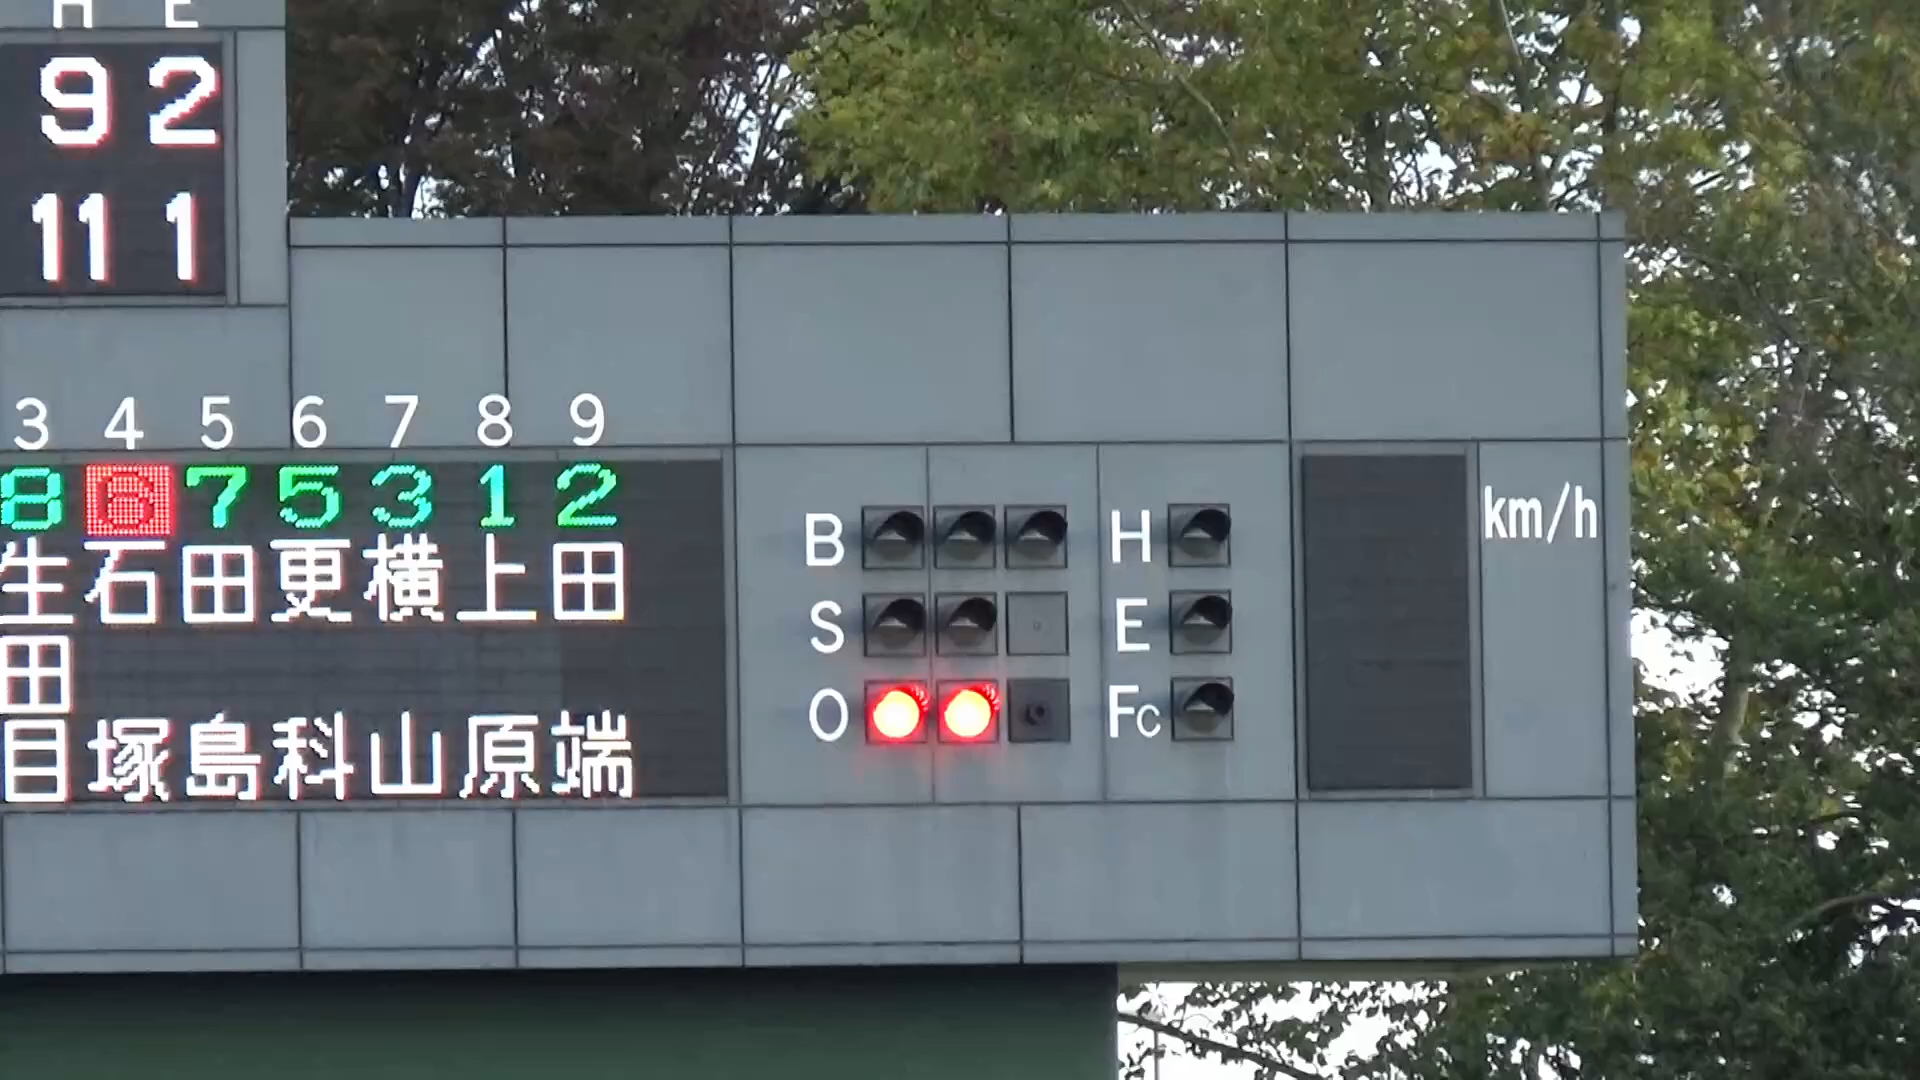 H E
9 2
11 1
3 4 5 6 7 8 9
8 6 7 5 3 1 2
生 石 田 更 横 上 田
田
目 塚 島 科 山 原 端
B H
S E
O Fc
km/h